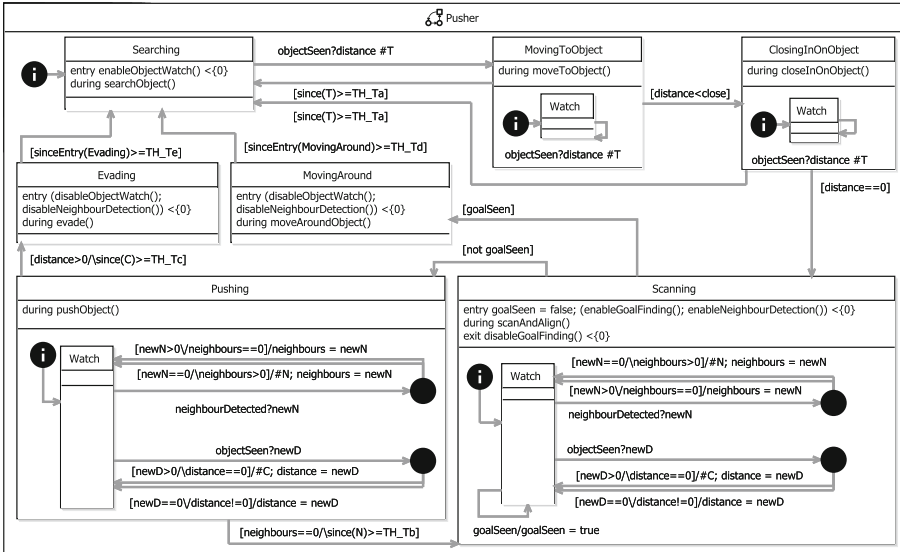 Pusher
Searching
entry enableObjectWatch() <{0}
during searchObject()
i
objectSeen?distance #T
[since(T)>=TH_Ta]
[since(T)>=TH_Ta]
MovingToObject
during moveToObject()
i
Watch
objectSeen?distance #T
[distance<close]
ClosingInOnObject
during closeInOnObject()
i
Watch
objectSeen?distance #T
[distance==0]
[sinceEntry(Evading)>=TH_Te]
[sinceEntry(MovingAround)>=TH_Td]
Evading
entry (disableObjectWatch();
disableNeighbourDetection()) <{0}
during evade()
MovingAround
entry (disableObjectWatch();
disableNeighbourDetection()) <{0}
during moveAroundObject()
[goalSeen]
[not goalSeen]
[distance>0/\since(C)>=TH_Tc]
Pushing
during pushObject()
i
Watch
[newN>0\/neighbours==0]/neighbours = newN
[newN==0/\neighbours>0]/#N; neighbours = newN
neighbourDetected?newN
objectSeen?newD
[newD>0/\distance==0]/#C; distance = newD
[newD==0\/distance!=0]/distance = newD
Scanning
entry goalSeen = false; (enableGoalFinding(); enableNeighbourDetection()) <{0}
during scanAndAlign()
exit disableGoalFinding() <{0}
i
Watch
[newN==0/\neighbours>0]/#N; neighbours = newN
[newN>0\/neighbours==0]/neighbours = newN
neighbourDetected?newN
objectSeen?newD
[newD>0/\distance==0]/#C; distance = newD
[newD==0\/distance!=0]/distance = newD
goalSeen/goalSeen = true
[neighbours==0/\since(N)>=TH_Tb]